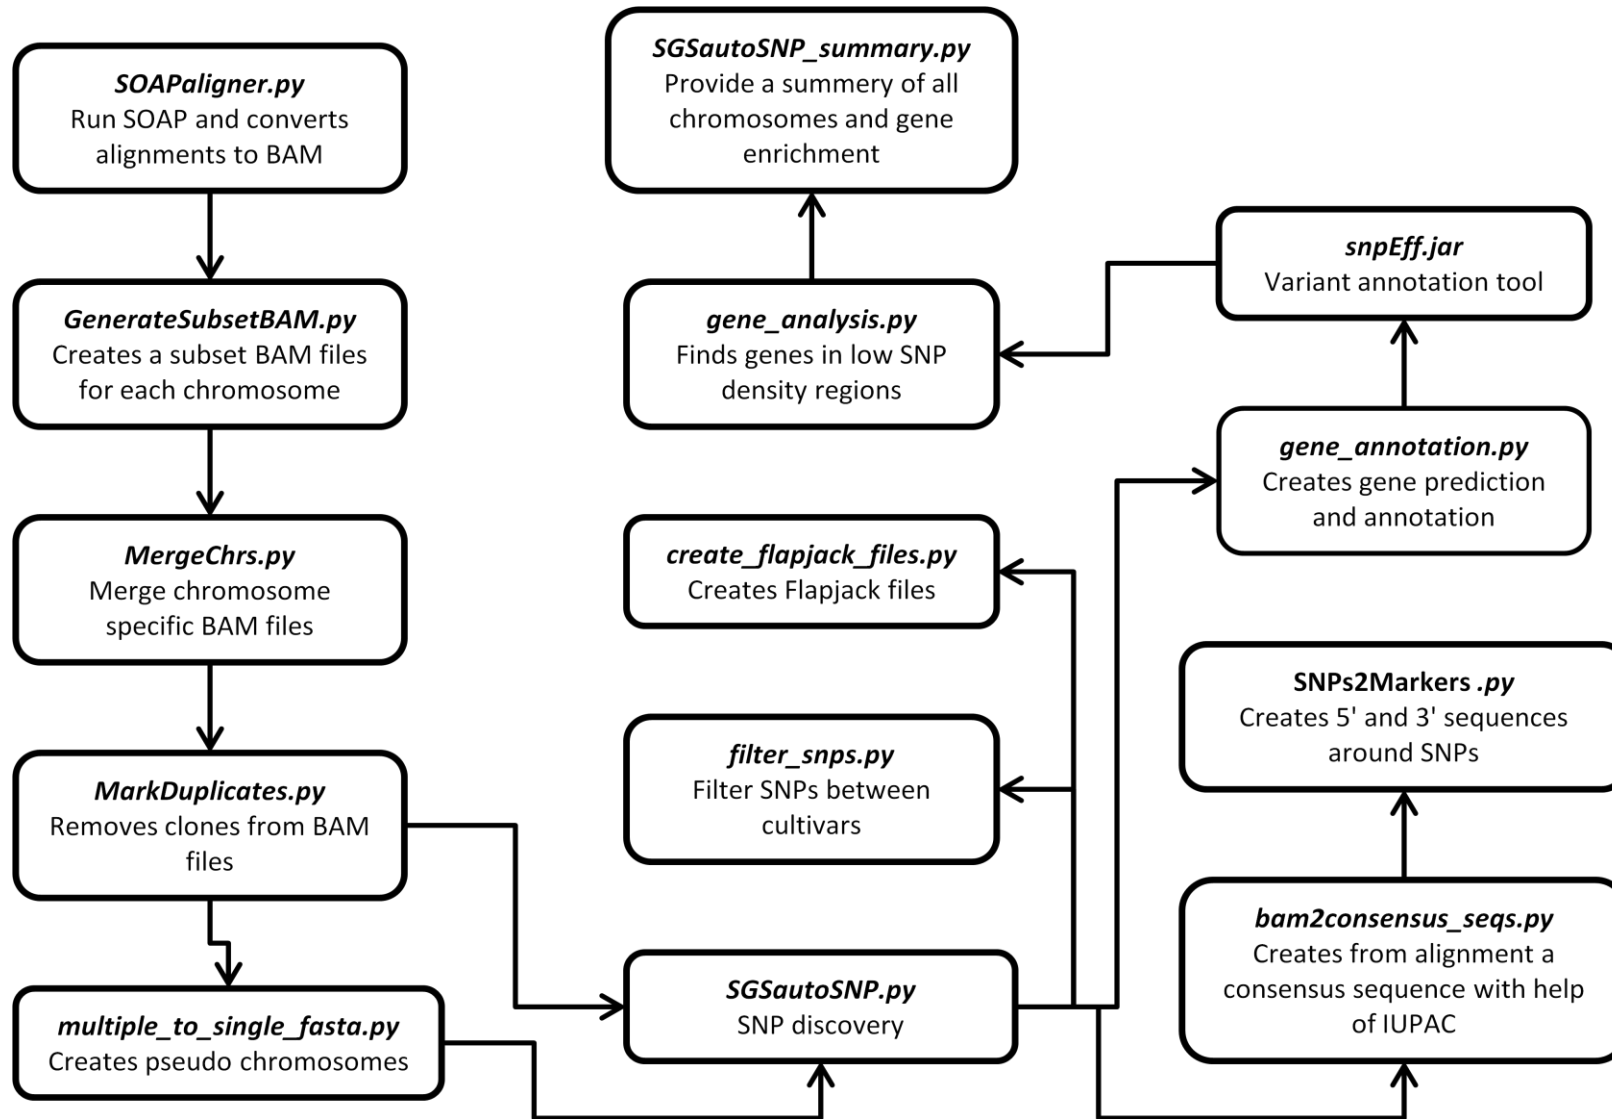 SOAPaligner.py
Run SOAP and converts
alignments to BAM
GenerateSubsetBAM.py
Creates a subset BAM files
for each chromosome
MergeChrs.py
Merge chromosome
specific BAM files
MarkDuplicates.py
Removes clones from BAM
files
multiple_to_single_fasta.py
Creates pseudo chromosomes
SGSautoSNP_summary.py
Provide a summery of all
chromosomes and gene
enrichment
gene_analysis.py
Finds genes in low SNP
density regions
create_flapjack_files.py
Creates Flapjack files
filter_snps.py
Filter SNPs between
cultivars
SGSautoSNP.py
SNP discovery
snpEff.jar
Variant annotation tool
gene_annotation.py
Creates gene prediction
and annotation
SNPs2Markers .py
Creates 5' and 3' sequences
around SNPs
bam2consensus_seqs.py
Creates from alignment a
consensus sequence with help
of IUPAC